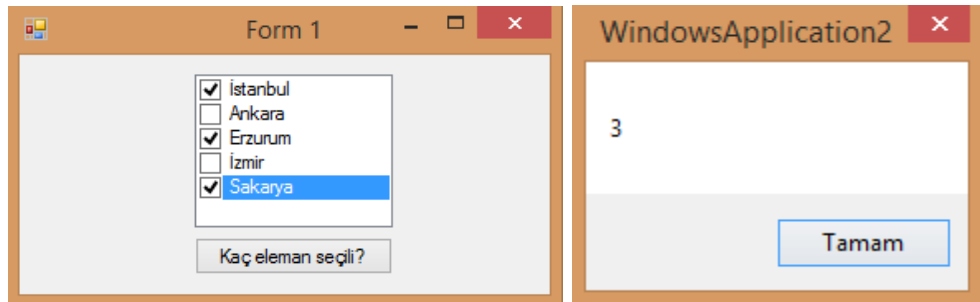 Form 1
İstanbul
Ankara
Erzurum
İzmir
Sakarya
Kaç eleman seçili?
WindowsApplication2
3
Tamam